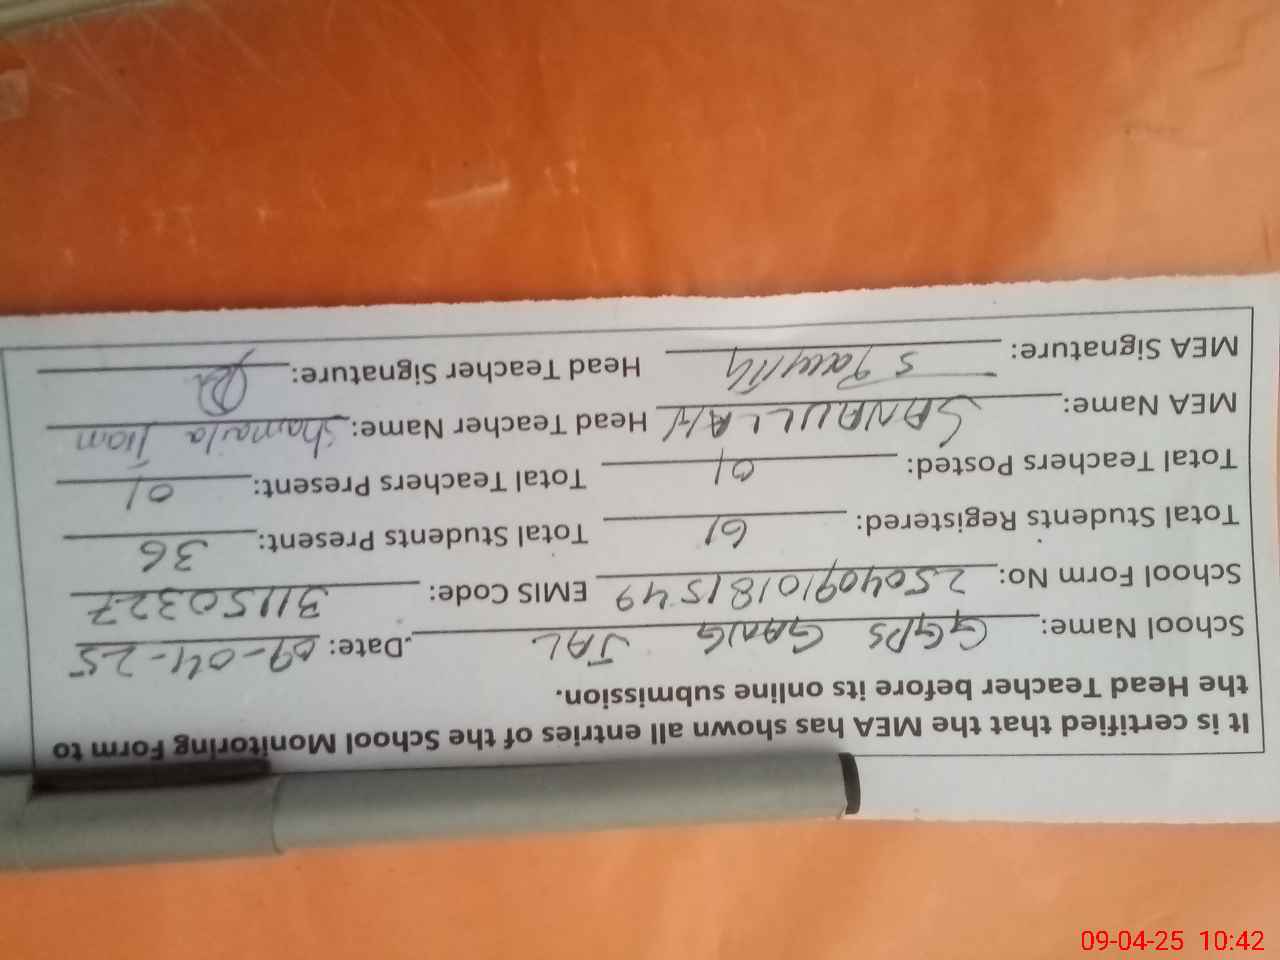 It is certified that the MEA has shown all entries of the School Monitoring Form to
the Head Teacher before its online submission.
School Name: GGPS GANG JAL Date: 09-04-25
School Form No: 250409101811549 EMIS Code: 31150327
Total Students Registered: 61 Total Students Present: 36
Total Teachers Posted: 01 Total Teachers Present: 01
MEA Name: SANAULLAH Head Teacher Name: Shamaila
MEA Signature: Head Teacher Signature:
09-04-25 10:42